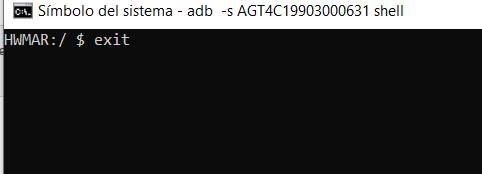 Símbolo del sistema - adb  -s AGT4C19903000631 shell
HWMAR:/ $ exit